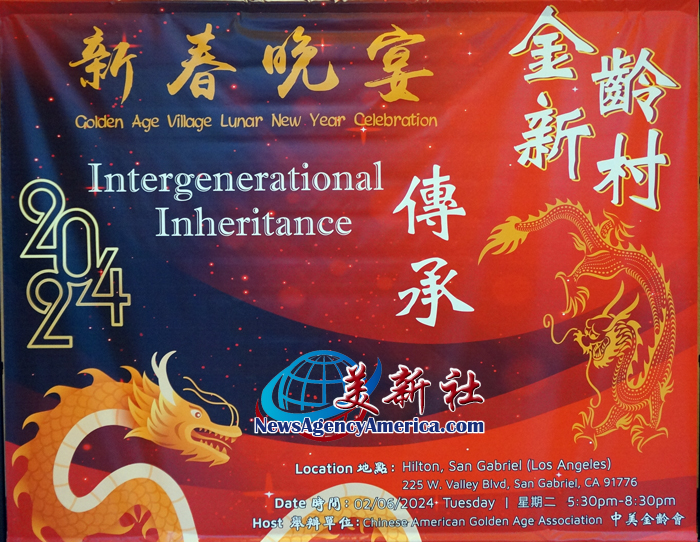 新春晚宴
Golden Age Village Lunar New Year Celebration
金齡
新村
Intergenerational
Inheritance
傳承
2024
美新社
NewsAgencyAmerica.com
Location 地點: Hilton, San Gabriel (Los Angeles)
225 W. Valley Blvd, San Gabriel, CA 91776
Date 時間: 02/06/2024 Tuesday | 星期二 5:30pm-8:30pm
Host 舉辦單位: Chinese American Golden Age Association 中美金齡會